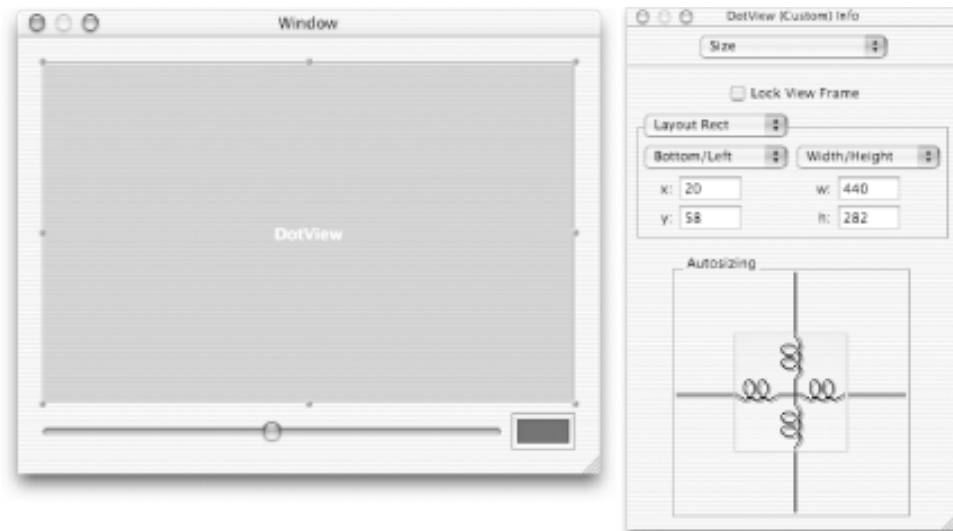 Window
DotView
DotView (Custom) Info
Size
Lock View Frame
Layout Rect
Bottom/Left Width/Height
x: 20 w: 440
y: 58 h: 282
Autosizing